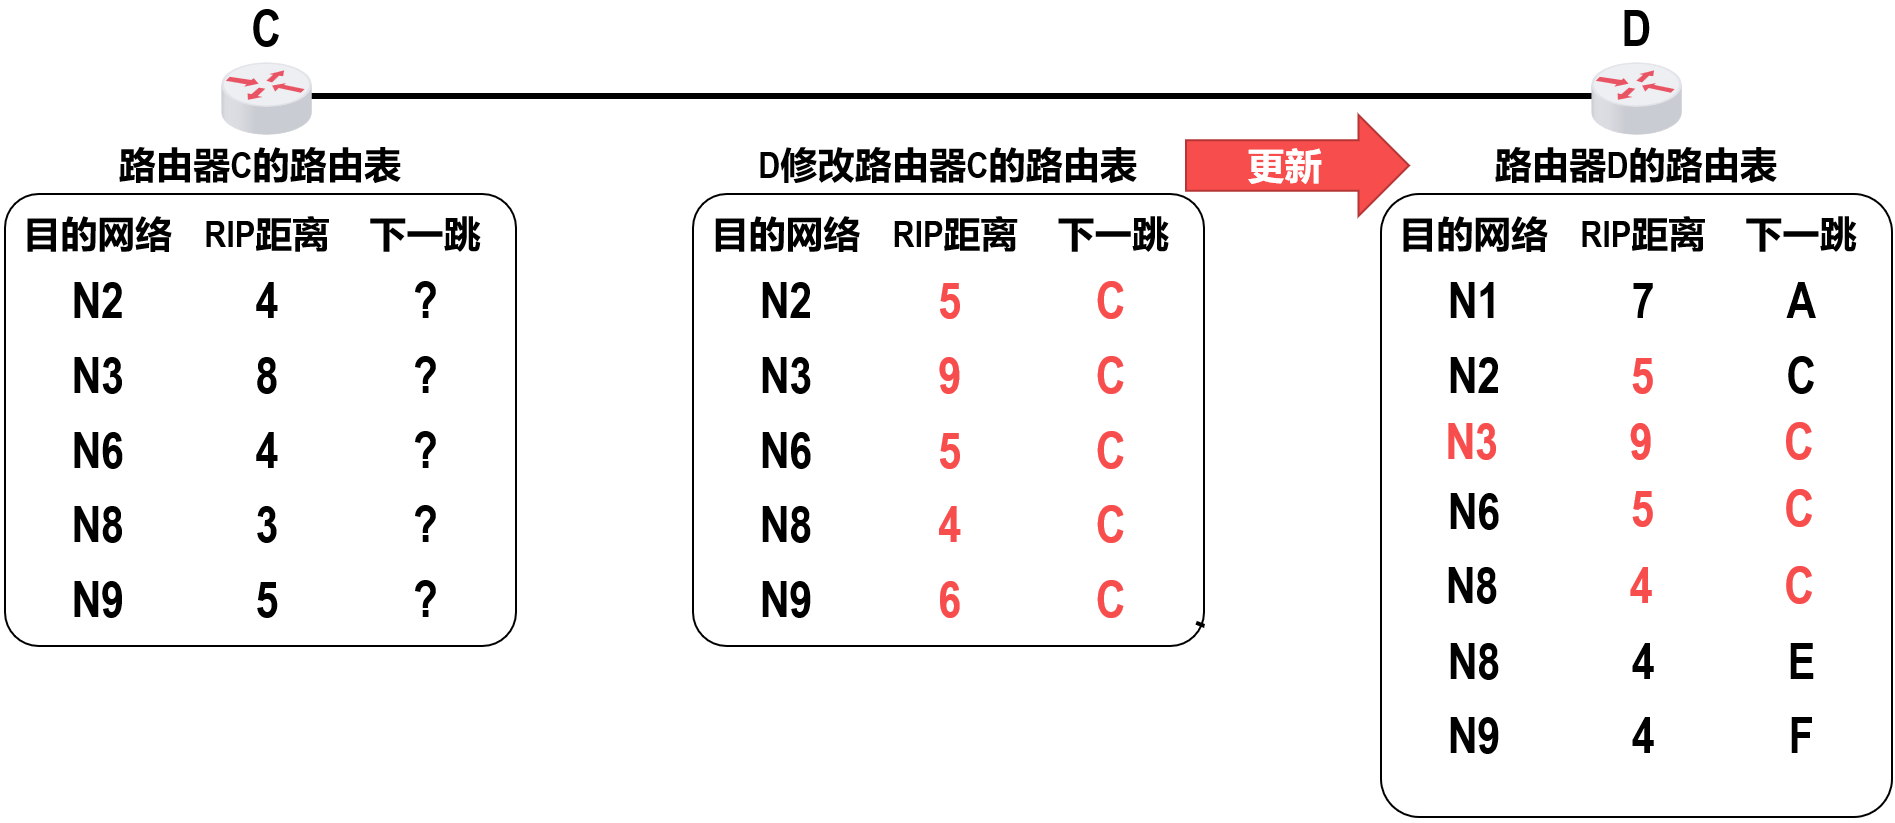 C
D
路由器C的路由表
D修改路由器C的路由表
更新
路由器D的路由表
目的网络 RIP距离 下一跳
N2 4 ?
N3 8 ?
N6 4 ?
N8 3 ?
N9 5 ?
目的网络 RIP距离 下一跳
N2 5 C
N3 9 C
N6 5 C
N8 4 C
N9 6 C
目的网络 RIP距离 下一跳
N1 7 A
N2 5 C
N3 9 C
N6 5 C
N8 4 C
N8 4 E
N9 4 F